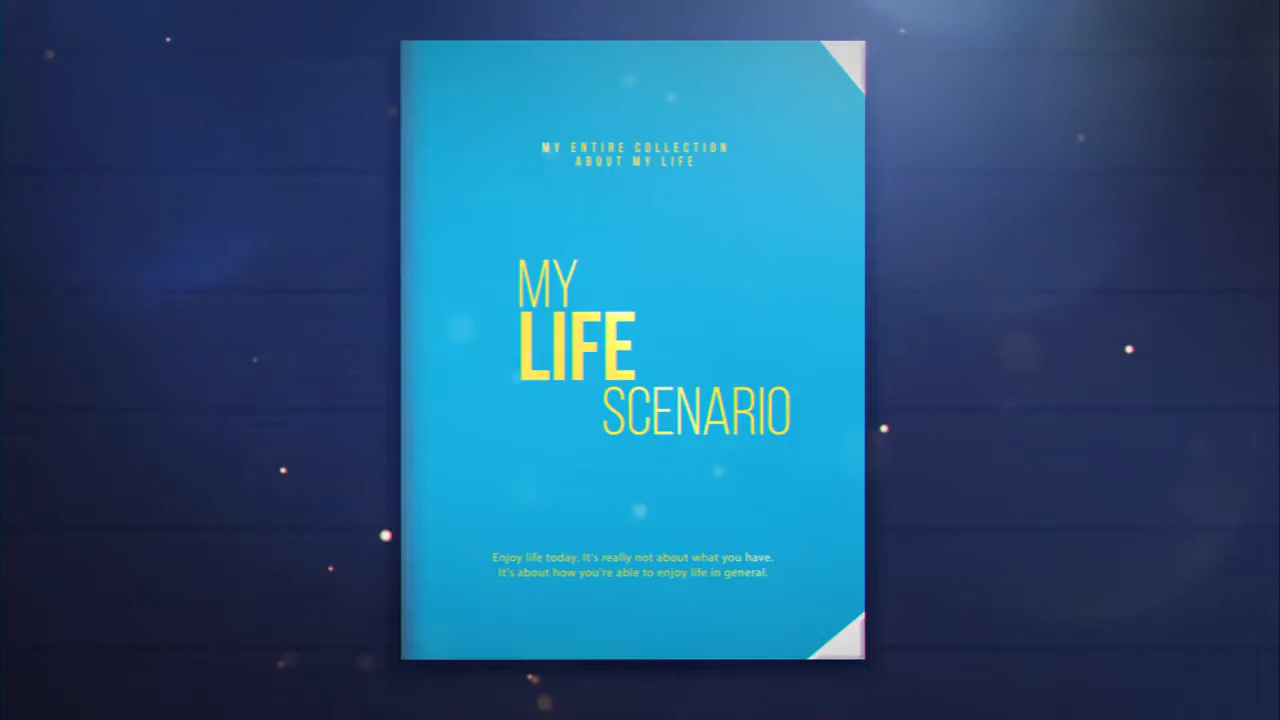 MY ENTIRE COLLECTION
ABOUT MY LIFE
MY
LIFE
SCENARIO
Enjoy life today. It's really not about what you have.
It's about how you're able to enjoy life in general.